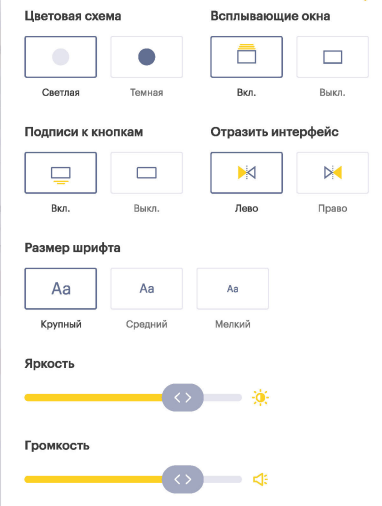 Цветовая схема
Всплывающие окна
Светлая
Темная
Вкл.
Выкл.
Подписи к кнопкам
Отразить интерфейс
Вкл.
Выкл.
Лево
Право
Размер шрифта
Aa
Aa
Aa
Крупный
Средний
Мелкий
Яркость
Громкость